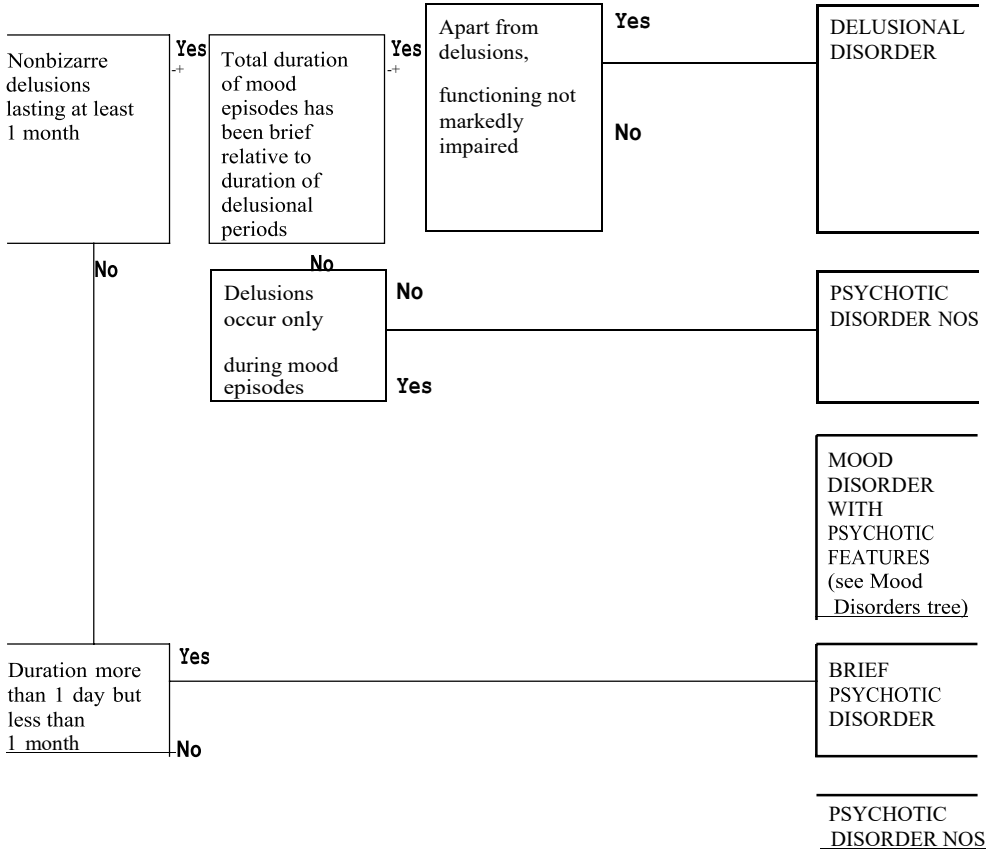 Nonbizarre
delusions
lasting at least
1 month
Yes
-+
Total duration
of mood
episodes has
been brief
relative to
duration of
delusional
periods
Yes
-+
Apart from
delusions,
functioning not
markedly
impaired
Yes
No
DELUSIONAL
DISORDER
No
No
Delusions
occur only
during mood
episodes
No
Yes
PSYCHOTIC
DISORDER NOS
MOOD
DISORDER
WITH
PSYCHOTIC
FEATURES
(see Mood
Disorders tree)
Duration more
than 1 day but
less than
1 month
Yes
No
BRIEF
PSYCHOTIC
DISORDER
PSYCHOTIC
DISORDER NOS